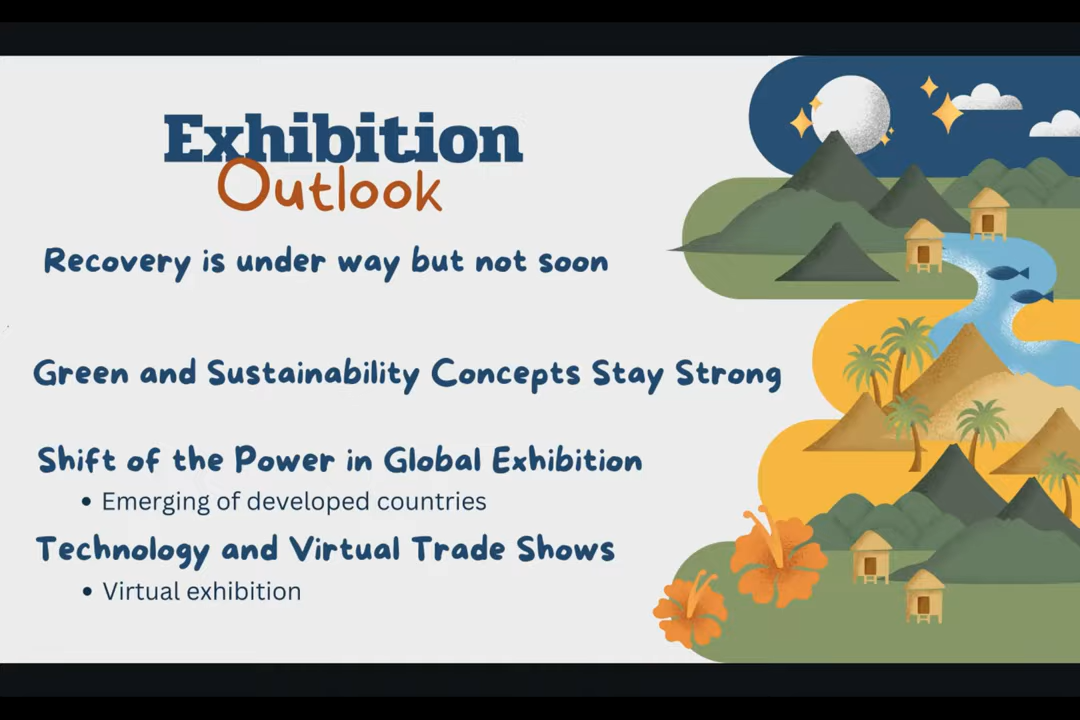 Exhibition
Outlook
Recovery is under way but not soon
Green and Sustainability Concepts Stay Strong
Shift of the Power in Global Exhibition
• Emerging of developed countries
Technology and Virtual Trade Shows
• Virtual exhibition